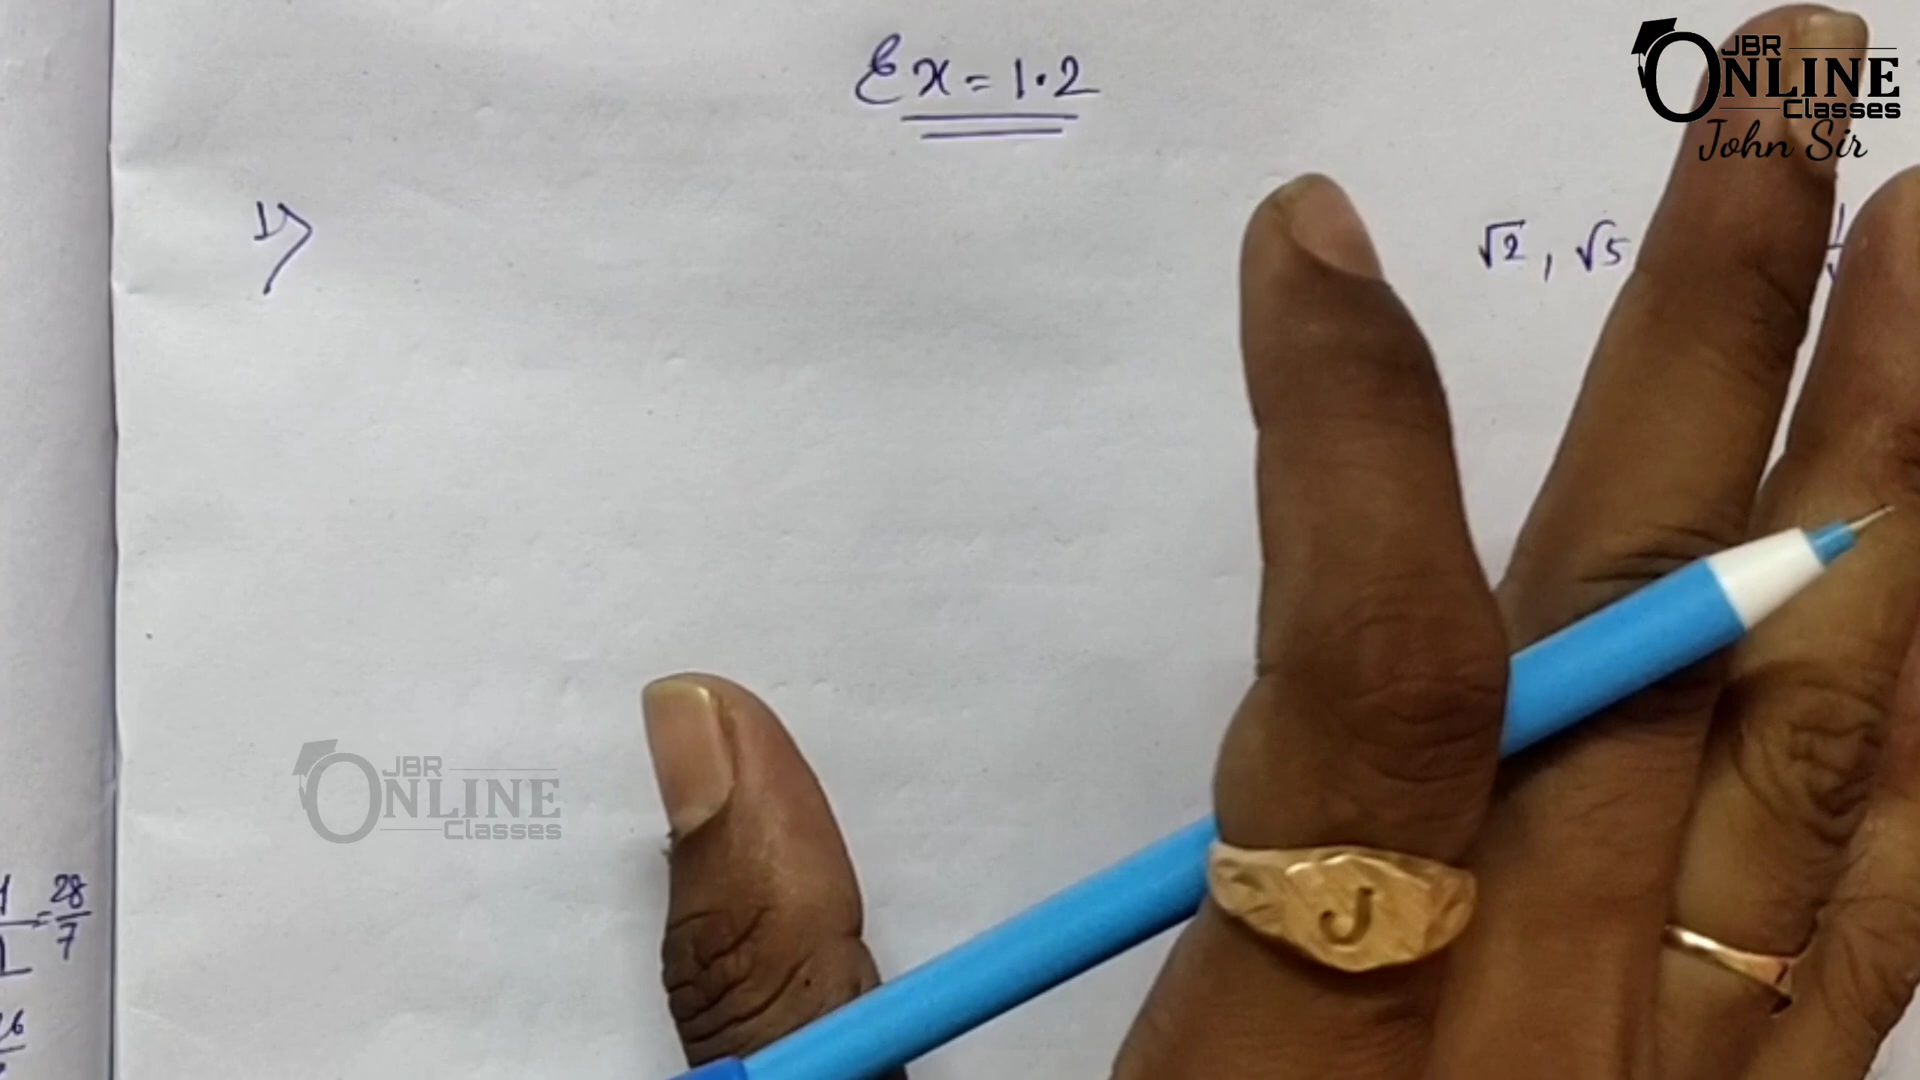 Ex = 1.2
JBR
ONLINE
Classes
John Sir
1)
√2, √5
JBR
ONLINE
Classes
= 28/7
J